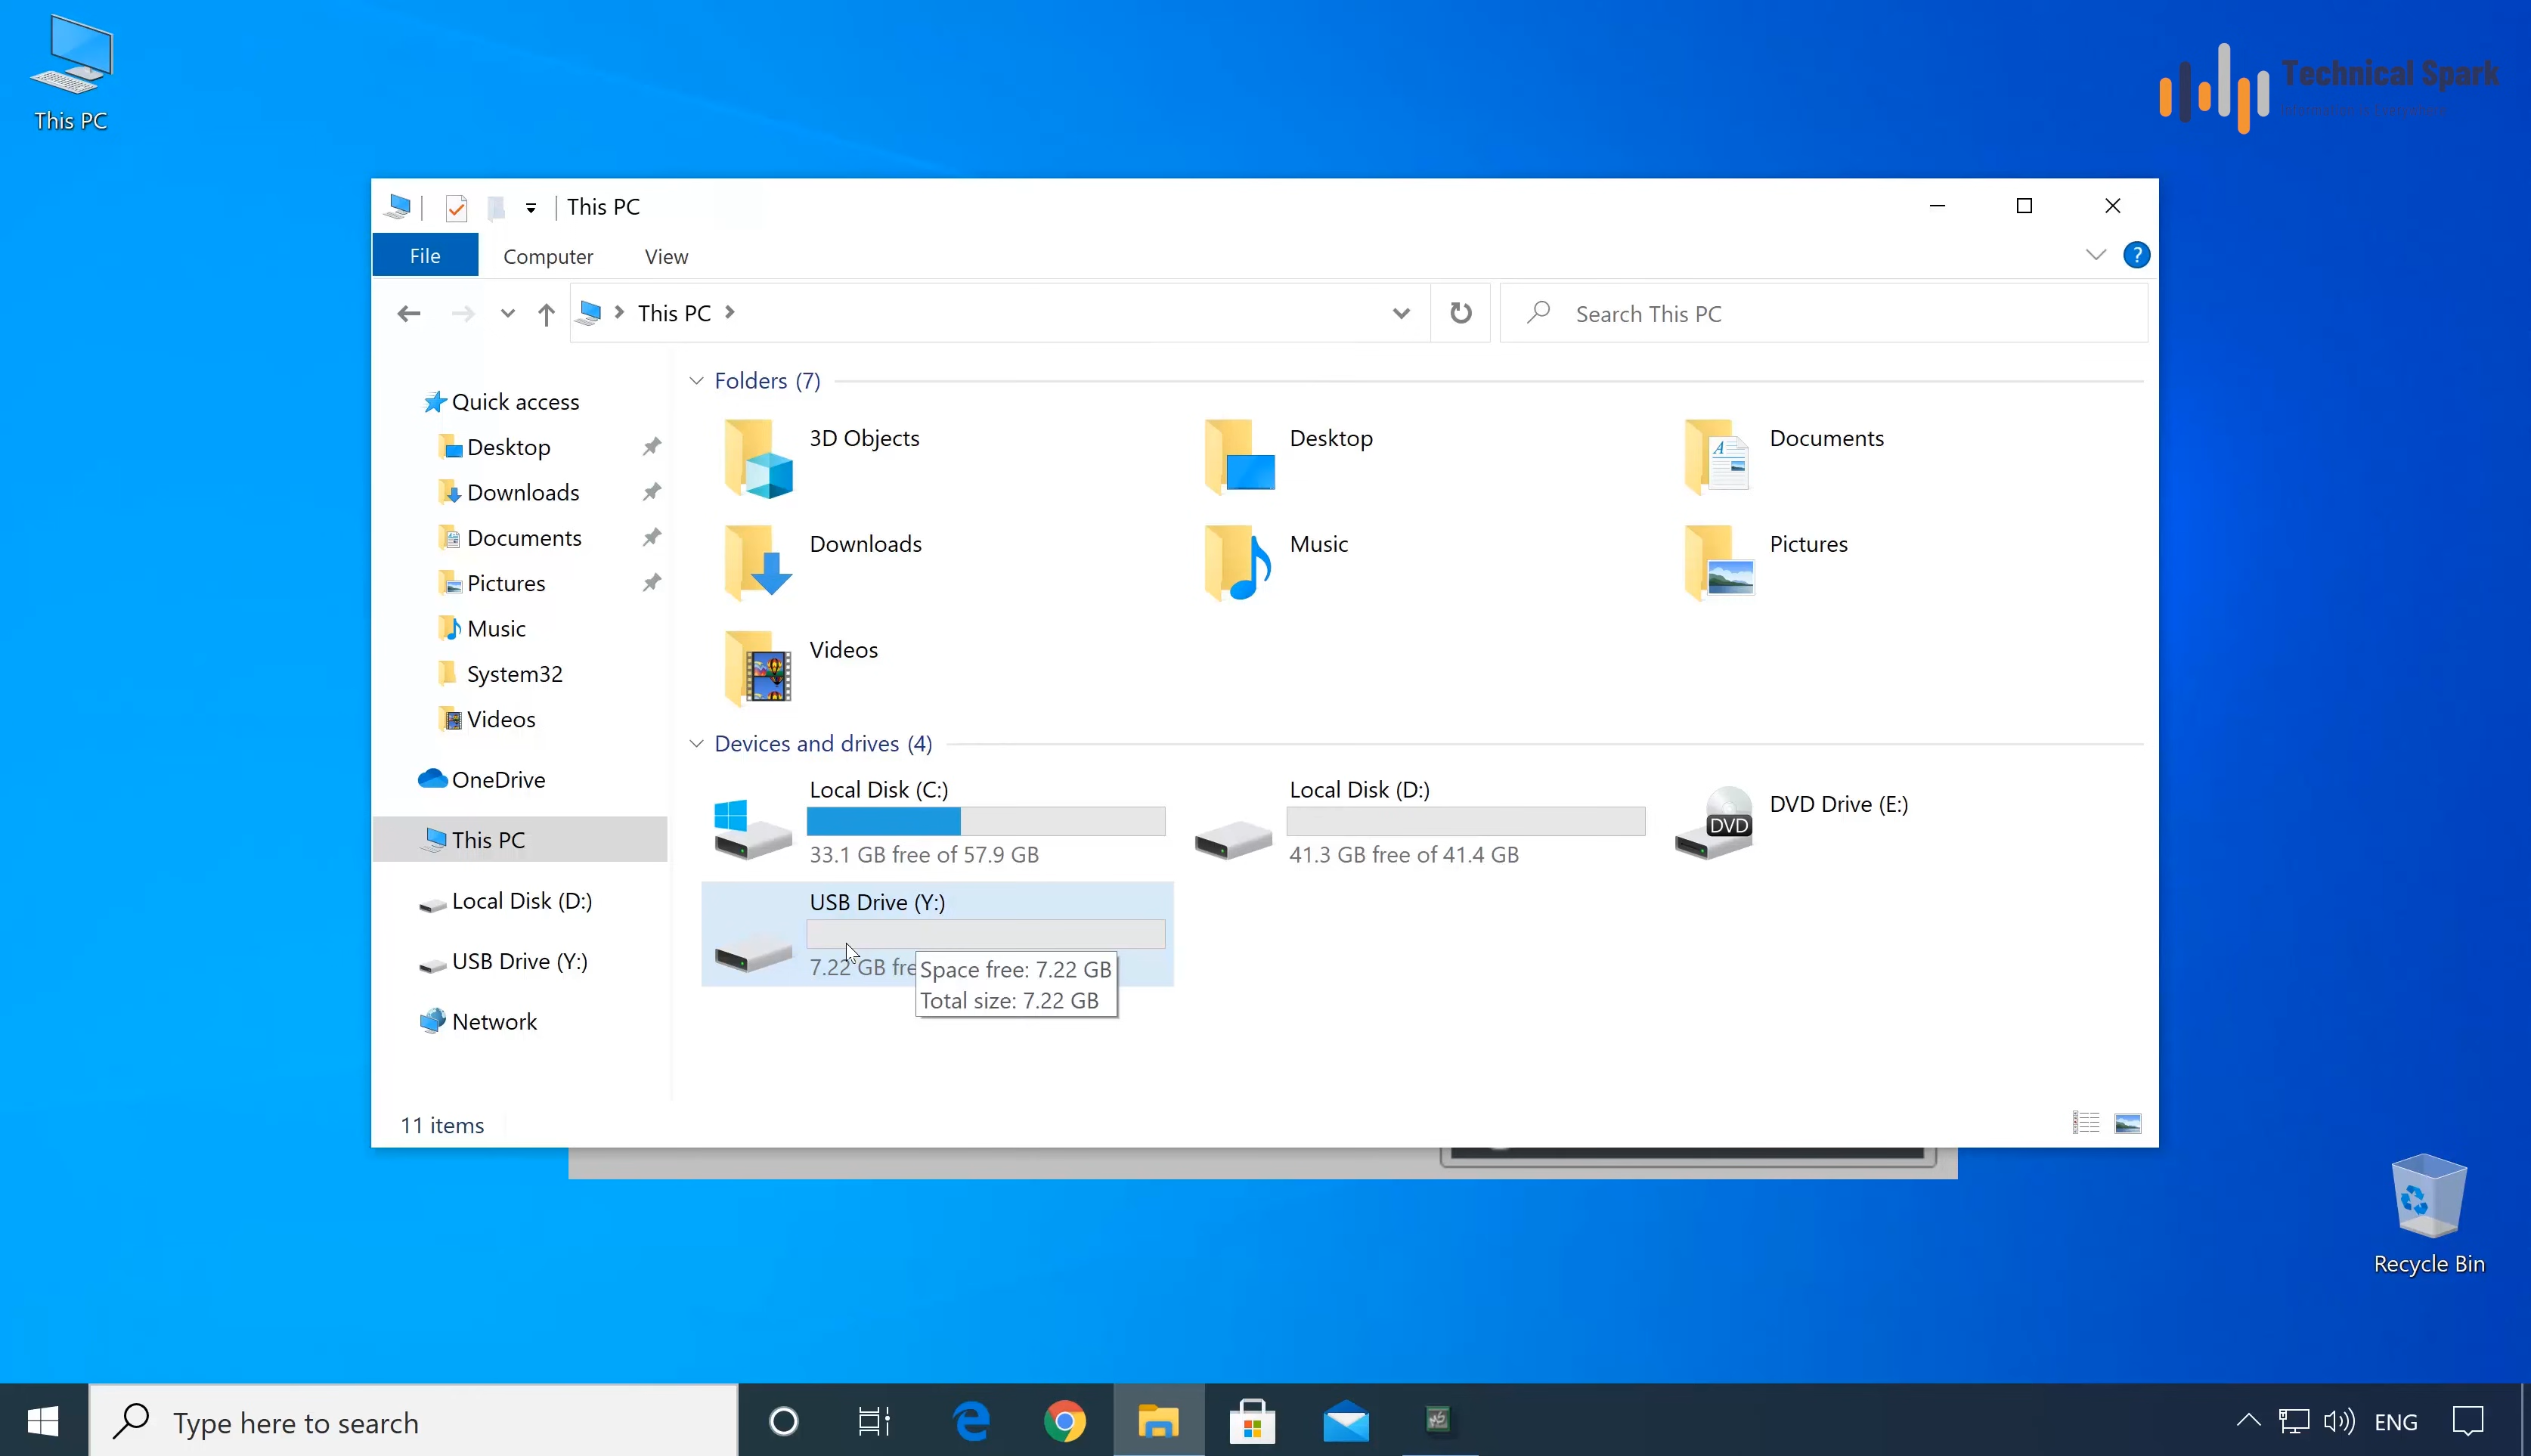 This PC
Technical Spark
This PC
File
Computer
View
This PC
Search This PC
Quick access
Desktop
Downloads
Documents
Pictures
Music
System32
Videos
OneDrive
This PC
Local Disk (D:)
USB Drive (Y:)
Network
Folders (7)
3D Objects
Desktop
Documents
Downloads
Music
Pictures
Videos
Devices and drives (4)
Local Disk (C:)
33.1 GB free of 57.9 GB
Local Disk (D:)
41.3 GB free of 41.4 GB
DVD
DVD Drive (E:)
USB Drive (Y:)
7.22 GB fre
Space free: 7.22 GB
Total size: 7.22 GB
11 items
Recycle Bin
Type here to search
ENG